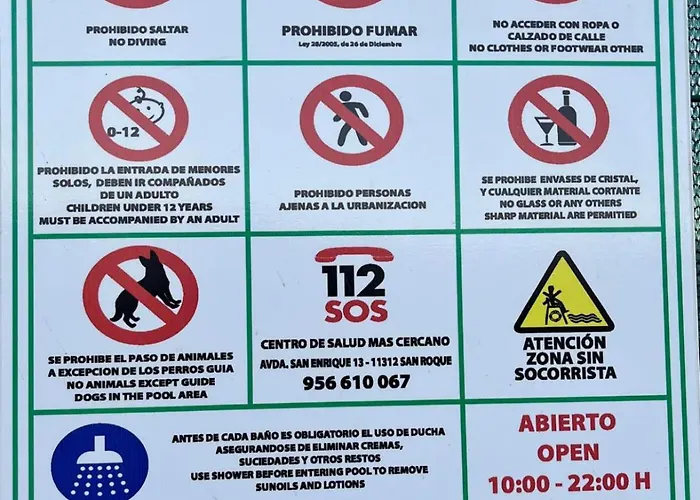 PROHIBIDO SALTAR
NO DIVING
PROHIBIDO FUMAR
Ley 28/2005, de 26 de Diciembre
NO ACCEDER CON ROPA O
CALZADO DE CALLE
NO CLOTHES OR FOOTWEAR OTHER
0-12
PROHIBIDO LA ENTRADA DE MENORES
SOLOS, DEBEN IR COMPAÑADOS
DE UN ADULTO
CHILDREN UNDER 12 YEARS
MUST BE ACCOMPANIED BY AN ADULT
PROHIBIDO PERSONAS
AJENAS A LA URBANIZACION
SE PROHIBE ENVASES DE CRISTAL,
Y CUALQUIER MATERIAL CORTANTE
NO GLASS OR ANY OTHERS
SHARP MATERIAL ARE PERMITIED
SE PROHIBE EL PASO DE ANIMALES
A EXCEPCION DE LOS PERROS GUIA
NO ANIMALS EXCEPT GUIDE
DOGS IN THE POOL AREA
112
SOS
CENTRO DE SALUD MAS CERCANO
AVDA. SAN ENRIQUE 13 - 11312 SAN ROQUE
956 610 067
ATENCIÓN
ZONA SIN
SOCORRISTA
ANTES DE CADA BAÑO ES OBLIGATORIO EL USO DE DUCHA
ASEGURANDOSE DE ELIMINAR CREMAS,
SUCIEDADES Y OTROS RESTOS
USE SHOWER BEFORE ENTERING POOL TO REMOVE
SUNOILS AND LOTIONS
ABIERTO
OPEN
10:00 - 22:00 H